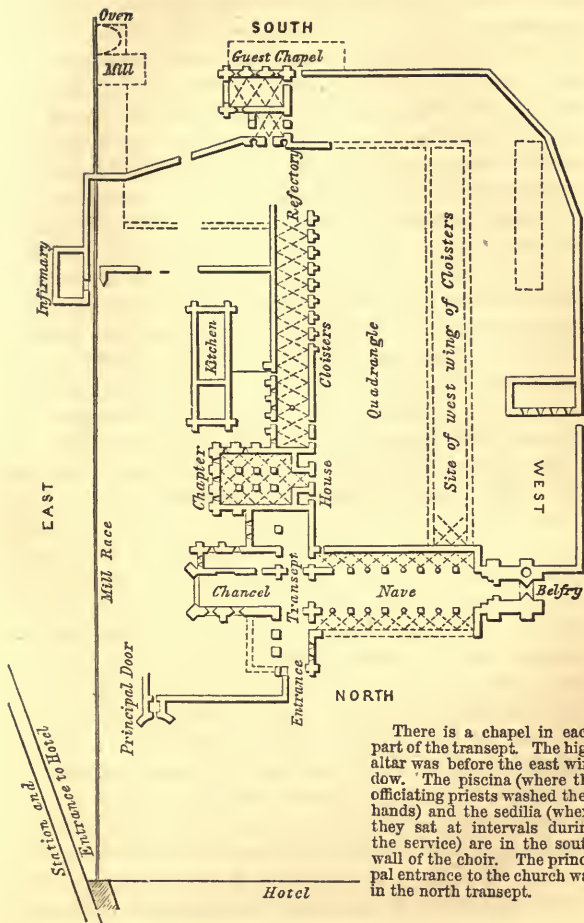 Oven
SOUTH
Guest Chapel
Mill
Refectory
Infirmary
Kitchen
Cloisters
Quadrangle
Site of west wing of Cloisters
Chapter
House
EAST
WEST
Mill Race
Chancel
Transept
Nave
Belfry
Principal Door
Entrance
NORTH
Station and
Entrance to Hotel
Hotel
There is a chapel in eac
part of the transept. The hig
altar was before the east win
dow. The piscina (where th
officiating priests washed the
hands) and the sedilia (whe
they sat at intervals durin
the service) are in the sout
wall of the choir. The princ
pal entrance to the church wa
in the north transept.